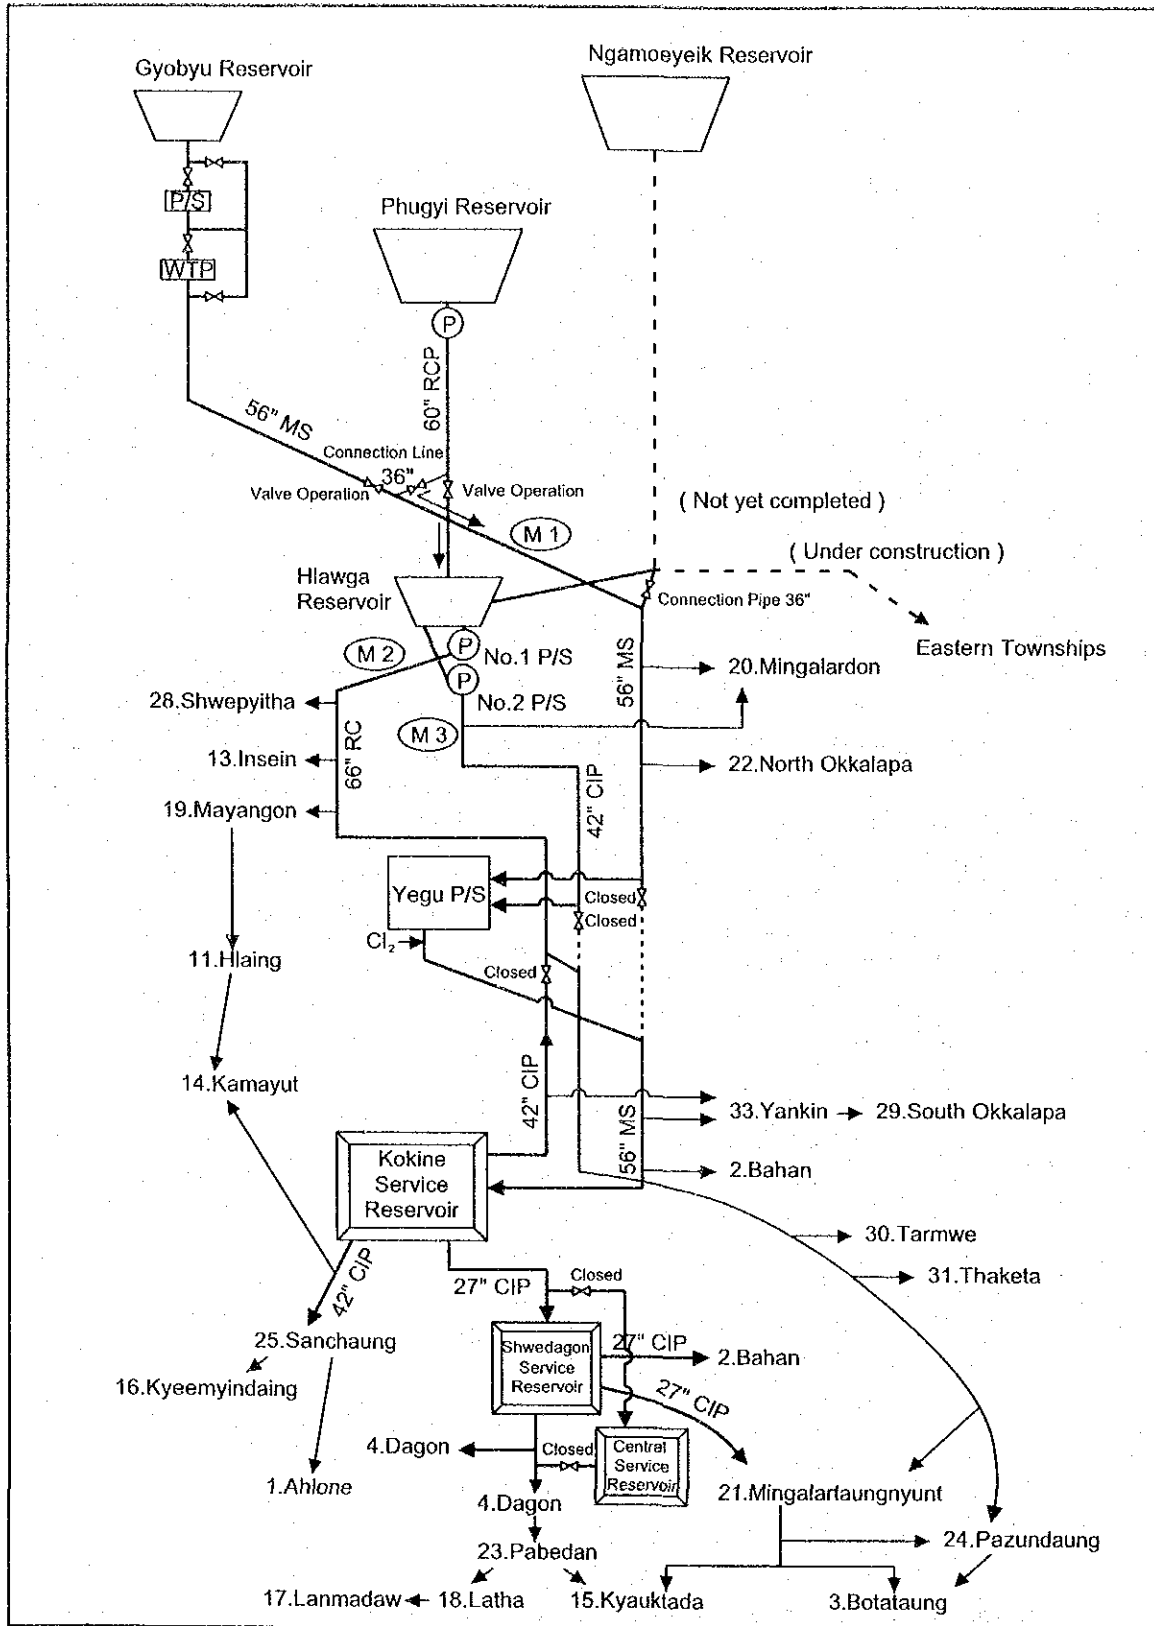 Gyobyu Reservoir
Ngamoeyeik Reservoir
P/S
Phugyi Reservoir
WTP
P
60" RCP
56" MS
Connection Line
36"
Valve Operation
Valve Operation
( Not yet completed )
M 1
( Under construction )
Hlawga
Reservoir
Connection Pipe 36"
Eastern Townships
P
No.1 P/S
M 2
56" MS
20.Mingalardon
P
No.2 P/S
28.Shwepyitha
M 3
66" RC
13.Insein
22.North Okkalapa
42" CIP
19.Mayangon
Yegu P/S
Closed
Closed
Cl2
11.Hlaing
Closed
14.Kamayut
42" CIP
33.Yankin
29.South Okkalapa
56" MS
Kokine
Service
Reservoir
2.Bahan
30.Tarmwe
31.Thaketa
42" CIP
27" CIP
Closed
25.Sanchaung
Shwedagon
Service
Reservoir
27" CIP
2.Bahan
16.Kyeemyindaing
27" CIP
4.Dagon
Closed
Central
Service
Reservoir
1.Ahlone
4.Dagon
21.Mingalartaungnyunt
23.Pabedan
24.Pazundaung
17.Lanmadaw
18.Latha
15.Kyauktada
3.Botataung